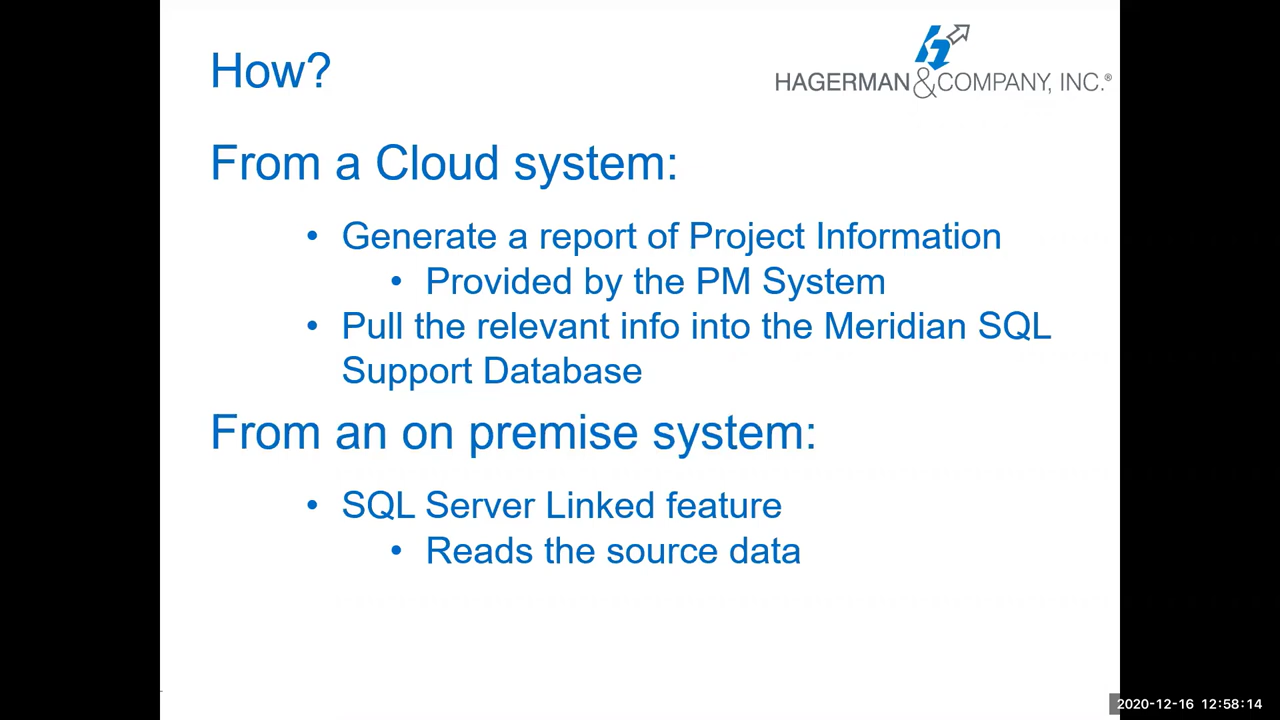 How?
HAGERMAN & COMPANY, INC.®
From a Cloud system:
• Generate a report of Project Information
• Provided by the PM System
• Pull the relevant info into the Meridian SQL
Support Database
From an on premise system:
• SQL Server Linked feature
• Reads the source data
2020-12-16 12:58:14